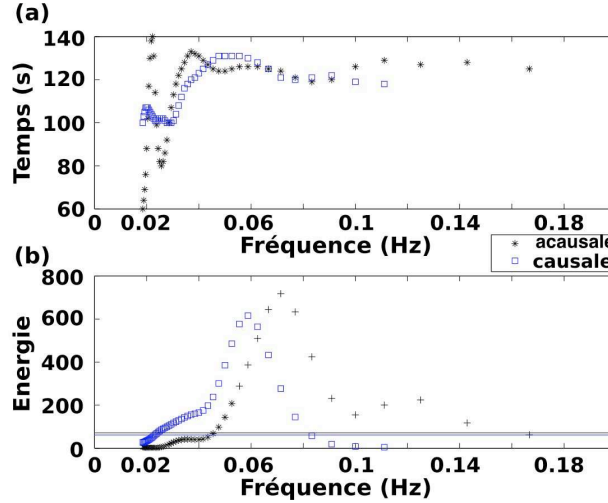 (a)
140
120
100
80
60
Temps (s)
0 0.02 0.06 0.1 0.14 0.2
Fréquence (Hz)
acausale
causale
(b)
800
600
400
200
0
Energie
0 0.02 0.06 0.1 0.14 0.2
Fréquence (Hz)